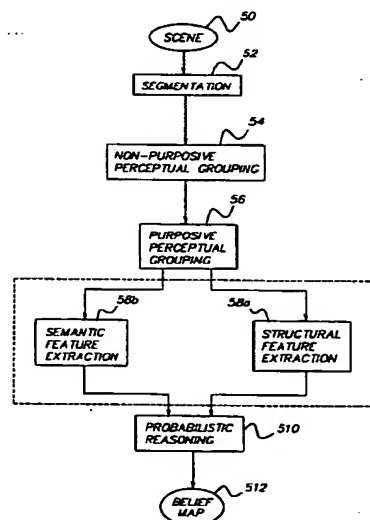 50
SCENE
52
SEGMENTATION
54
NON-PURPOSIVE
PERCEPTUAL GROUPING
56
PURPOSIVE
PERCEPTUAL
GROUPING
58b
58a
SEMANTIC
FEATURE
EXTRACTION
STRUCTURAL
FEATURE
EXTRACTION
PROBABILISTIC
REASONING
510
512
BELIEF
MAP